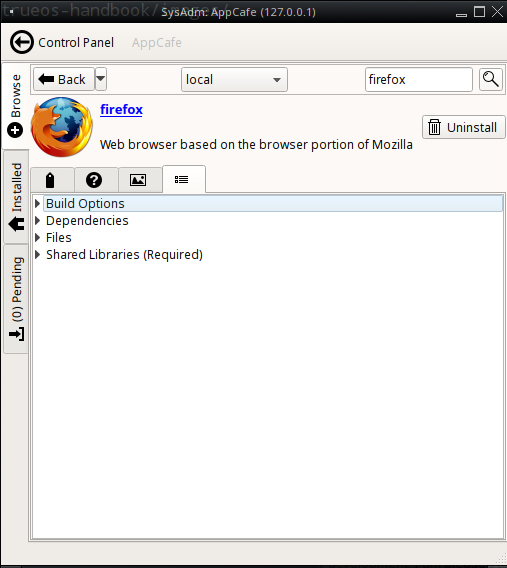 trueos-handbook/images/
SysAdm: AppCafe (127.0.0.1)
Control Panel AppCafe
Browse
Back local firefox
firefox
Web browser based on the browser portion of Mozilla
Uninstall
Installed
(0) Pending
Build Options
Dependencies
Files
Shared Libraries (Required)